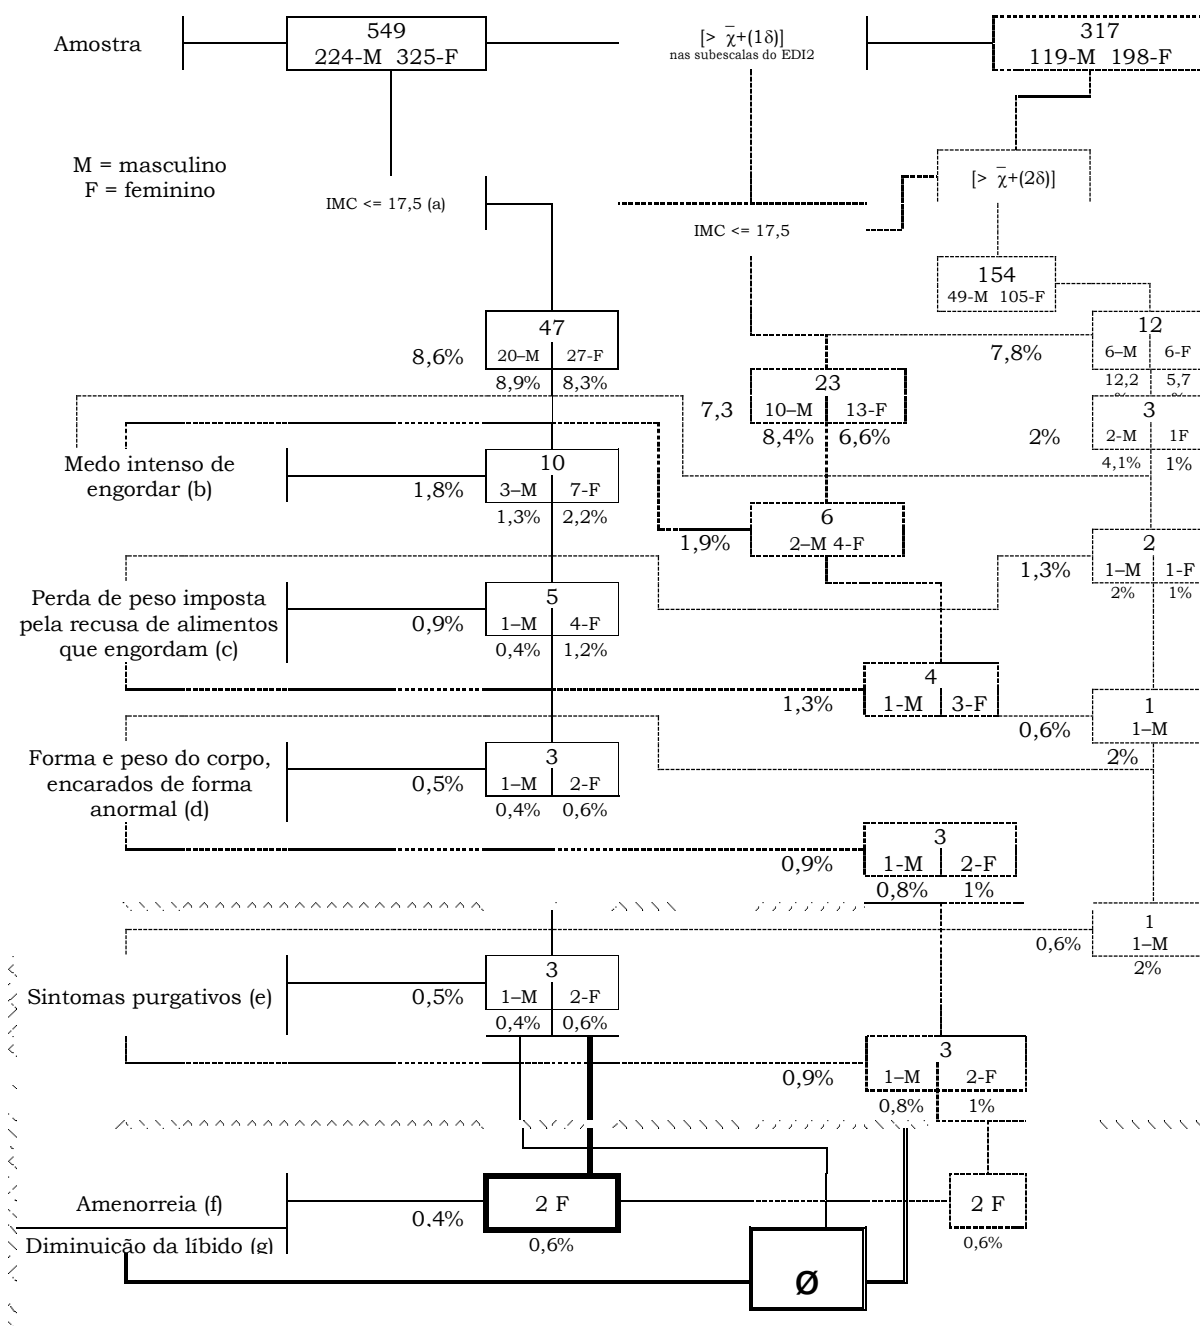 549
224-M 325-F
Amostra
[> χ̅+(1δ)]
nas subescalas do EDI2
317
119-M 198-F
M = masculino
F = feminino
IMC <= 17,5 (a)
IMC <= 17,5
[> χ̅+(2δ)]
154
49-M 105-F
47
20–M 27-F
8,6%
8,9% 8,3%
23
10–M 13-F
7,3
8,4% 6,6%
12
6–M 6-F
7,8%
12,2 5,7
3
2-M 1F
2%
4,1% 1%
Medo intenso de
engordar (b)
10
3–M 7-F
1,8%
1,3% 2,2%
6
2–M 4-F
1,9%
2
1–M 1-F
1,3%
2% 1%
Perda de peso imposta
pela recusa de alimentos
que engordam (c)
5
1–M 4-F
0,9%
0,4% 1,2%
4
1-M 3-F
1,3%
1
1–M
0,6%
2%
Forma e peso do corpo,
encarados de forma
anormal (d)
3
1–M 2-F
0,5%
0,4% 0,6%
3
1-M 2-F
0,9%
0,8% 1%
1
1–M
0,6%
2%
Sintomas purgativos (e)
3
1–M 2-F
0,5%
0,4% 0,6%
3
1–M 2-F
0,9%
0,8% 1%
Amenorreia (f)
2 F
0,4%
0,6%
2 F
0,6%
Diminuição da líbido (g)
Ø